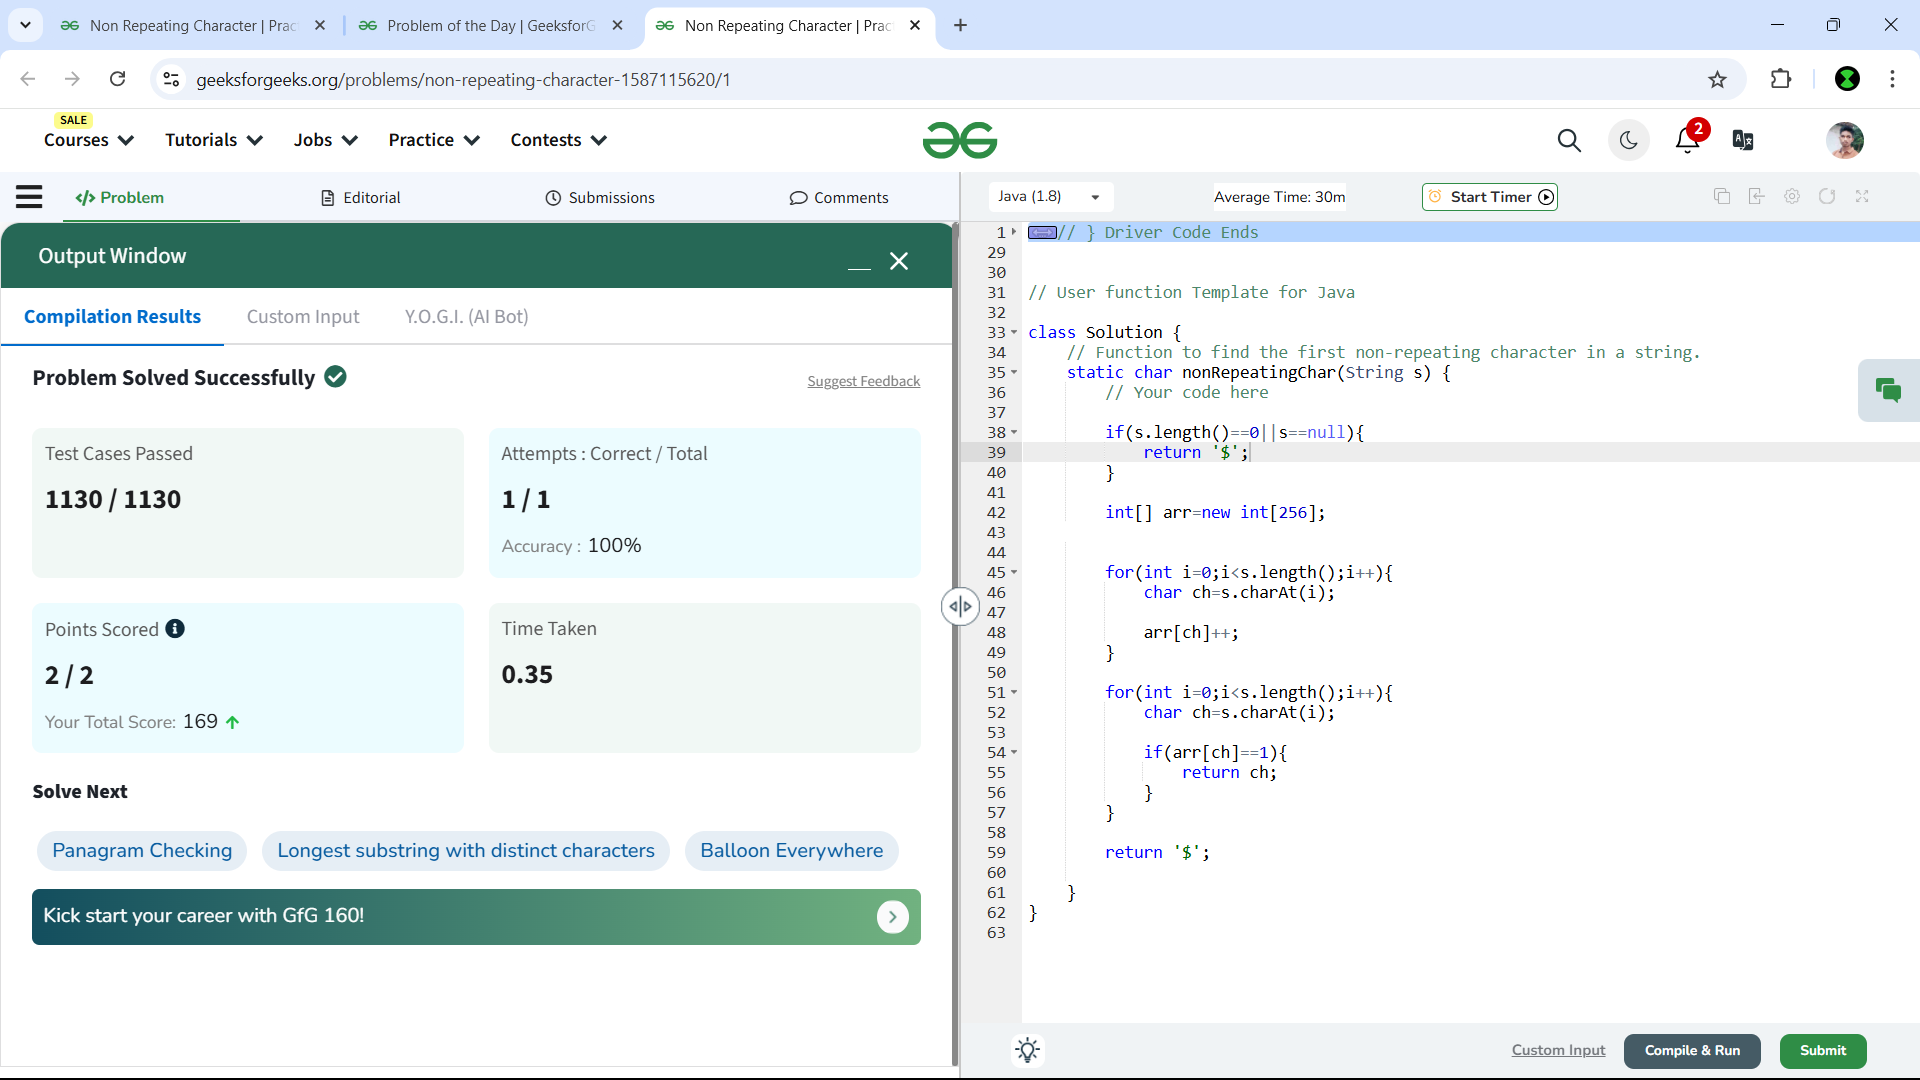 Non Repeating Character | Prac
Problem of the Day | GeeksforG
Non Repeating Character | Prac
geeksforgeeks.org/problems/non-repeating-character-1587115620/1
SALE
Courses
Tutorials
Jobs
Practice
Contests
2
Problem
Editorial
Submissions
Comments
Java (1.8)
Average Time: 30m
Start Timer
Output Window
Compilation Results
Custom Input
Y.O.G.I. (AI Bot)
Problem Solved Successfully
Suggest Feedback
Test Cases Passed
1130 / 1130
Attempts : Correct / Total
1 / 1
Accuracy : 100%
Points Scored
2 / 2
Your Total Score: 169
Time Taken
0.35
Solve Next
Panagram Checking
Longest substring with distinct characters
Balloon Everywhere
Kick start your career with GfG 160!
1 // } Driver Code Ends
29
30
31 // User function Template for Java
32
33 class Solution {
34 // Function to find the first non-repeating character in a string.
35 static char nonRepeatingChar(String s) {
36 // Your code here
37
38 if(s.length()==0||s==null){
39 return '$';
40 }
41
42 int[] arr=new int[256];
43
44
45 for(int i=0;i<s.length();i++){
46 char ch=s.charAt(i);
47
48 arr[ch]++;
49 }
50
51 for(int i=0;i<s.length();i++){
52 char ch=s.charAt(i);
53
54 if(arr[ch]==1){
55 return ch;
56 }
57 }
58
59 return '$';
60
61 }
62 }
63
Custom Input
Compile & Run
Submit